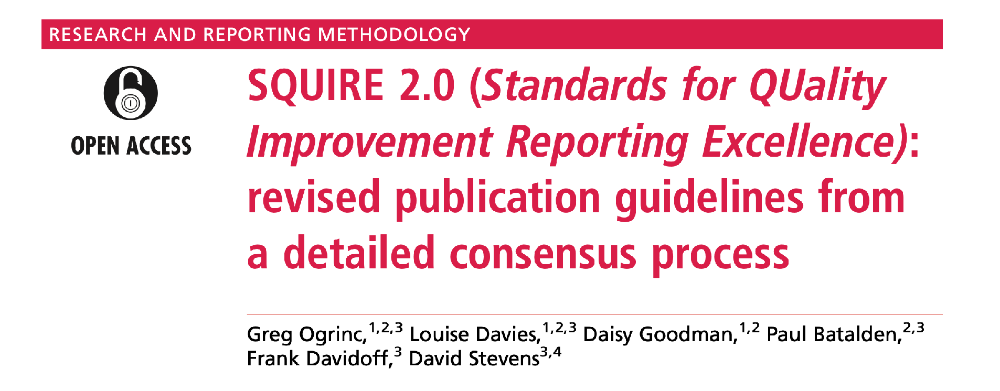 RESEARCH AND REPORTING METHODOLOGY
OPEN ACCESS
SQUIRE 2.0 (Standards for QUality
Improvement Reporting Excellence):
revised publication guidelines from
a detailed consensus process
Greg Ogrinc,1,2,3 Louise Davies,1,2,3 Daisy Goodman,1,2 Paul Batalden,2,3
Frank Davidoff,3 David Stevens3,4